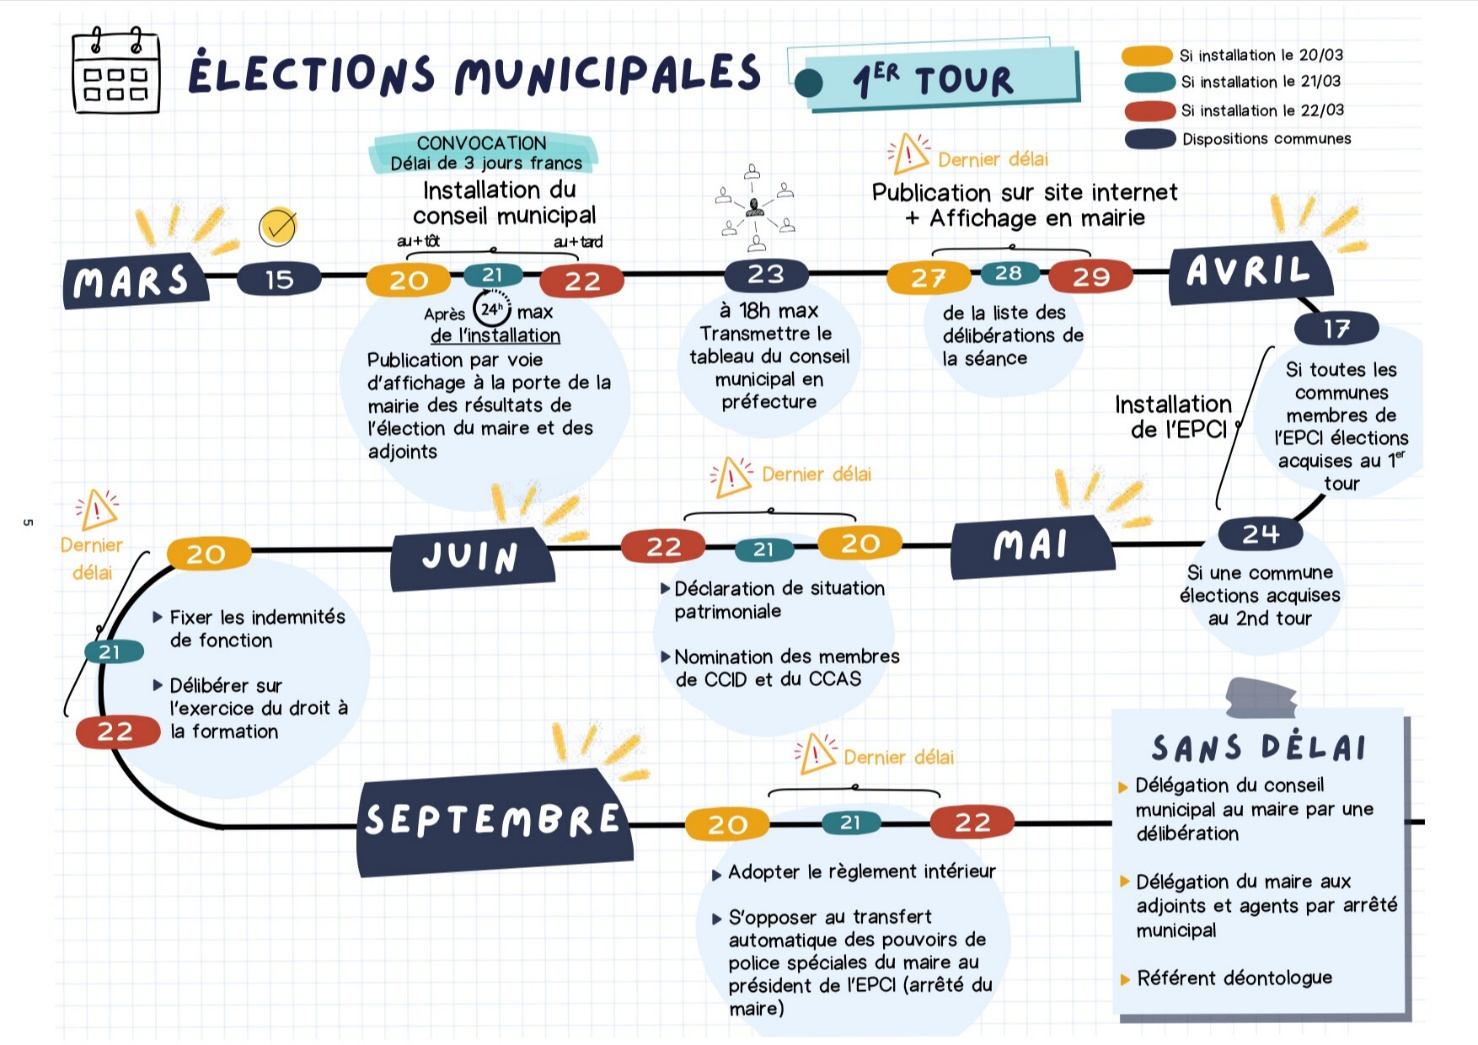 ÉLECTIONS MUNICIPALES
1ER TOUR
Si installation le 20/03
Si installation le 21/03
Si installation le 22/03
Dispositions communes
CONVOCATION
Délai de 3 jours francs
Installation du
conseil municipal
au+tôt
au+tard
Dernier délai
Publication sur site internet
+ Affichage en mairie
MARS
15
20
21
22
23
27
28
29
AVRIL
Après 24h max
de l'installation
Publication par voie
d'affichage à la porte de la
mairie des résultats de
l'élection du maire et des
adjoints
à 18h max
Transmettre le
tableau du conseil
municipal en
préfecture
de la liste des
délibérations de
la séance
17
Si toutes les
communes
membres de
l'EPCI élections
acquises au 1er
tour
Installation
de l'EPCI
24
Si une commune
élections acquises
au 2nd tour
MAI
Dernier délai
20
21
22
Déclaration de situation
patrimoniale
Nomination des membres
de CCID et du CCAS
JUIN
5
Dernier
délai
20
21
22
Fixer les indemnités
de fonction
Délibérer sur
l'exercice du droit à
la formation
SEPTEMBRE
Dernier délai
20
21
22
Adopter le règlement intérieur
S'opposer au transfert
automatique des pouvoirs de
police spéciales du maire au
président de l'EPCI (arrêté du
maire)
SANS DÉLAI
Délégation du conseil
municipal au maire par une
délibération
Délégation du maire aux
adjoints et agents par arrêté
municipal
Référent déontologue